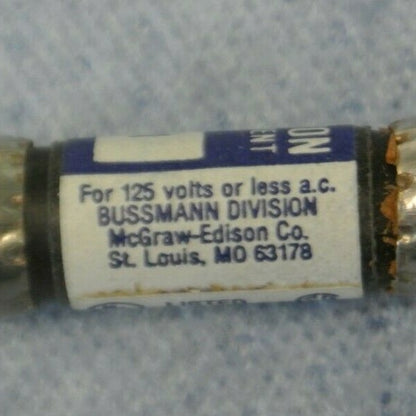 For 125 volts or less a.c.
BUSSMANN DIVISION
McGraw-Edison Co.
St. Louis, MO 63178